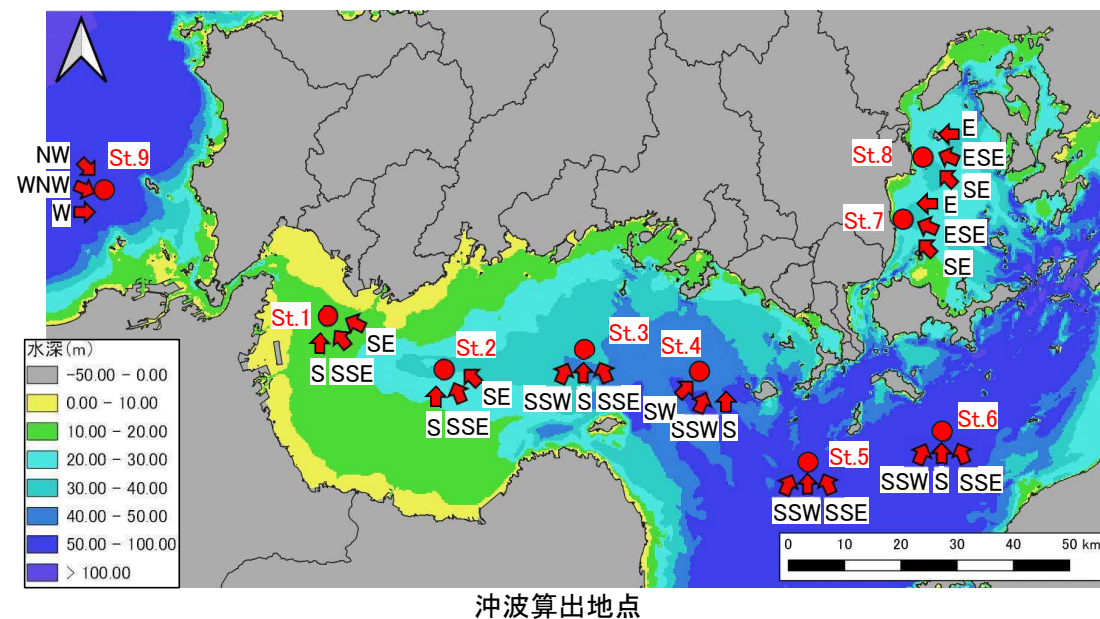 NW
St.9
WNW
W
E
St.8
ESE
SE
E
St.7
ESE
SE
St.1
SE
S SSE
St.2
SE
S SSE
St.3
SSW S SSE
St.4
SW
SSW S
St.5
SSW SSE
St.6
SSW S SSE
水深(m)
-50.00 - 0.00
0.00 - 10.00
10.00 - 20.00
20.00 - 30.00
30.00 - 40.00
40.00 - 50.00
50.00 - 100.00
> 100.00
0 10 20 30 40 50 km
沖波算出地点